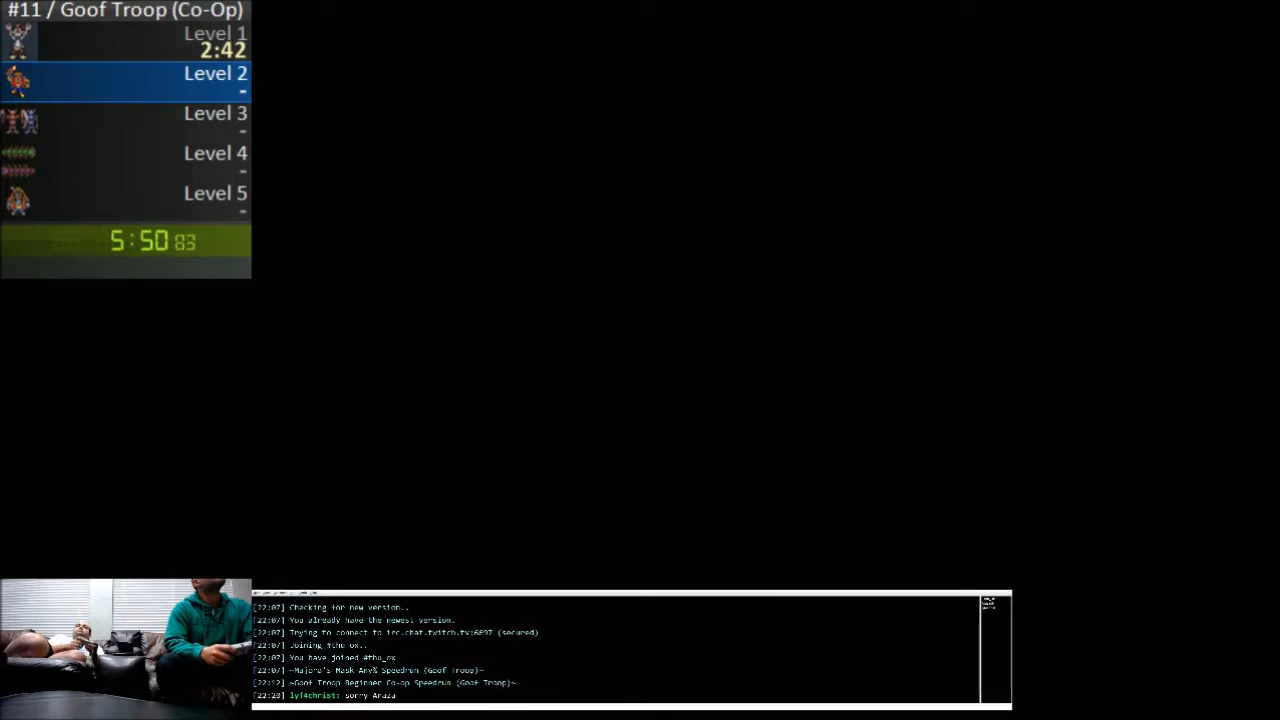 #11 / Goof Troop (Co-Op)
Level 1
2:42
Level 2
-
Level 3
-
Level 4
-
Level 5
-
5:50 83
[22:07] Checking for new version..
[22:07] You already have the newest version.
[22:07] Trying to connect to irc.chat.twitch.tv:6697 (secured)
[22:07] Joining #thu_ox..
[22:07] You have joined #thu_ox
[22:07] ~Majora's Mask Any% Speedrun (Goof Troop)~
[22:12] ~Goof Troop Beginner Co-op Speedrun (Goof Troop)~
[22:20] lyf4christ: sorry Araza